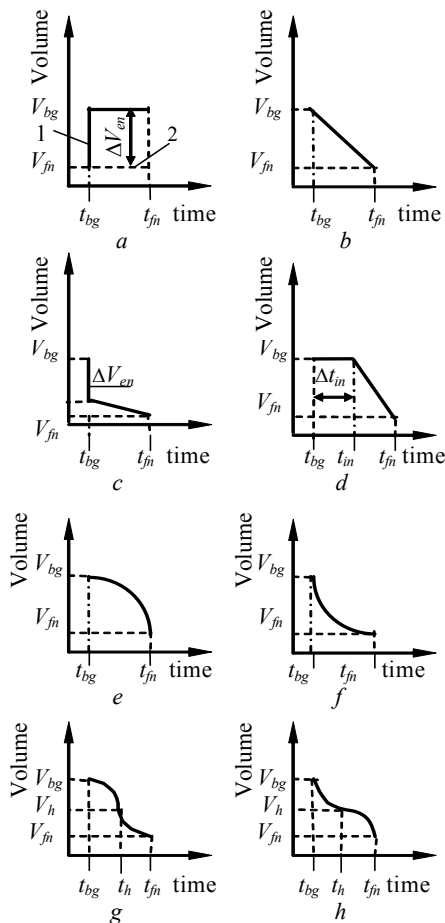 Volume
V_bg
1
ΔV_en
2
V_fn
t_bg t_fn time
a
Volume
V_bg
V_fn
t_bg t_fn time
b
Volume
V_bg
ΔV_en
V_fn
t_bg t_fn time
c
Volume
V_bg
Δt_in
V_fn
t_bg t_in t_fn time
d
Volume
V_bg
V_fn
t_bg t_fn time
e
Volume
V_bg
V_fn
t_bg t_fn time
f
Volume
V_bg
V_h
V_fn
t_bg t_h t_fn time
g
Volume
V_bg
V_h
V_fn
t_bg t_h t_fn time
h